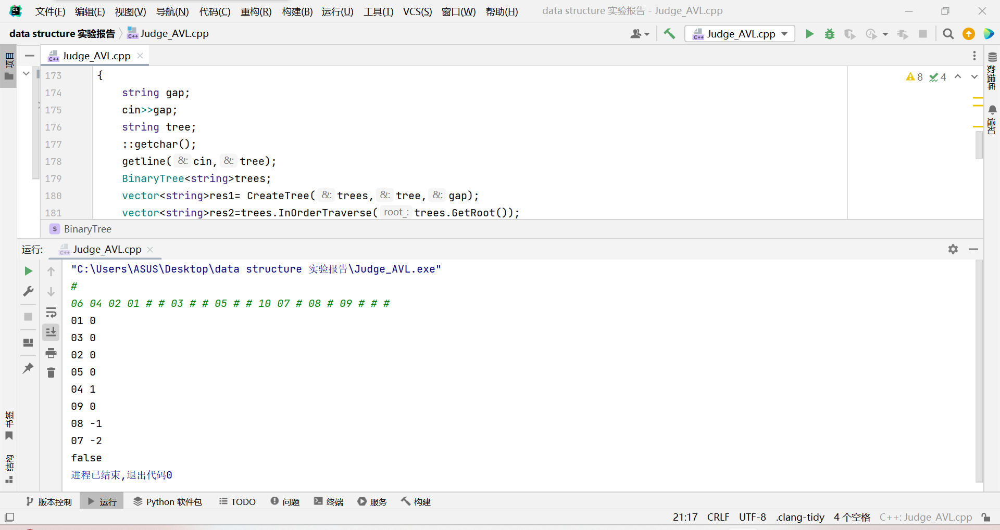 文件(F) 编辑(E) 视图(V) 导航(N) 代码(C) 重构(R) 构建(B) 运行(U) 工具(T) VCS(S) 窗口(W) 帮助(H) data structure 实验报告 - Judge_AVL.cpp
data structure 实验报告 Judge_AVL.cpp Judge_AVL.cpp
项目
Judge_AVL.cpp
173 {
174 string gap;
175 cin>>gap;
176 string tree;
177 ::getchar();
178 getline( &: cin, &: tree);
179 BinaryTree<string>trees;
180 vector<string>res1= CreateTree( &: trees, &: tree, &: gap);
181 vector<string>res2=trees.InOrderTraverse( root_: trees.GetRoot());
8 4
数据库
通知
S BinaryTree
运行: Judge_AVL.cpp
"C:\Users\ASUS\Desktop\data structure 实验报告\Judge_AVL.exe"
#
06 04 02 01 # # 03 # # 05 # # 10 07 # 08 # 09 # # #
01 0
03 0
02 0
05 0
04 1
09 0
08 -1
07 -2
false
进程已结束,退出代码0
书签
结构
版本控制 运行 Python 软件包 TODO 问题 终端 服务 构建
21:17 CRLF UTF-8 .clang-tidy 4 个空格 C++: Judge_AVL.cpp